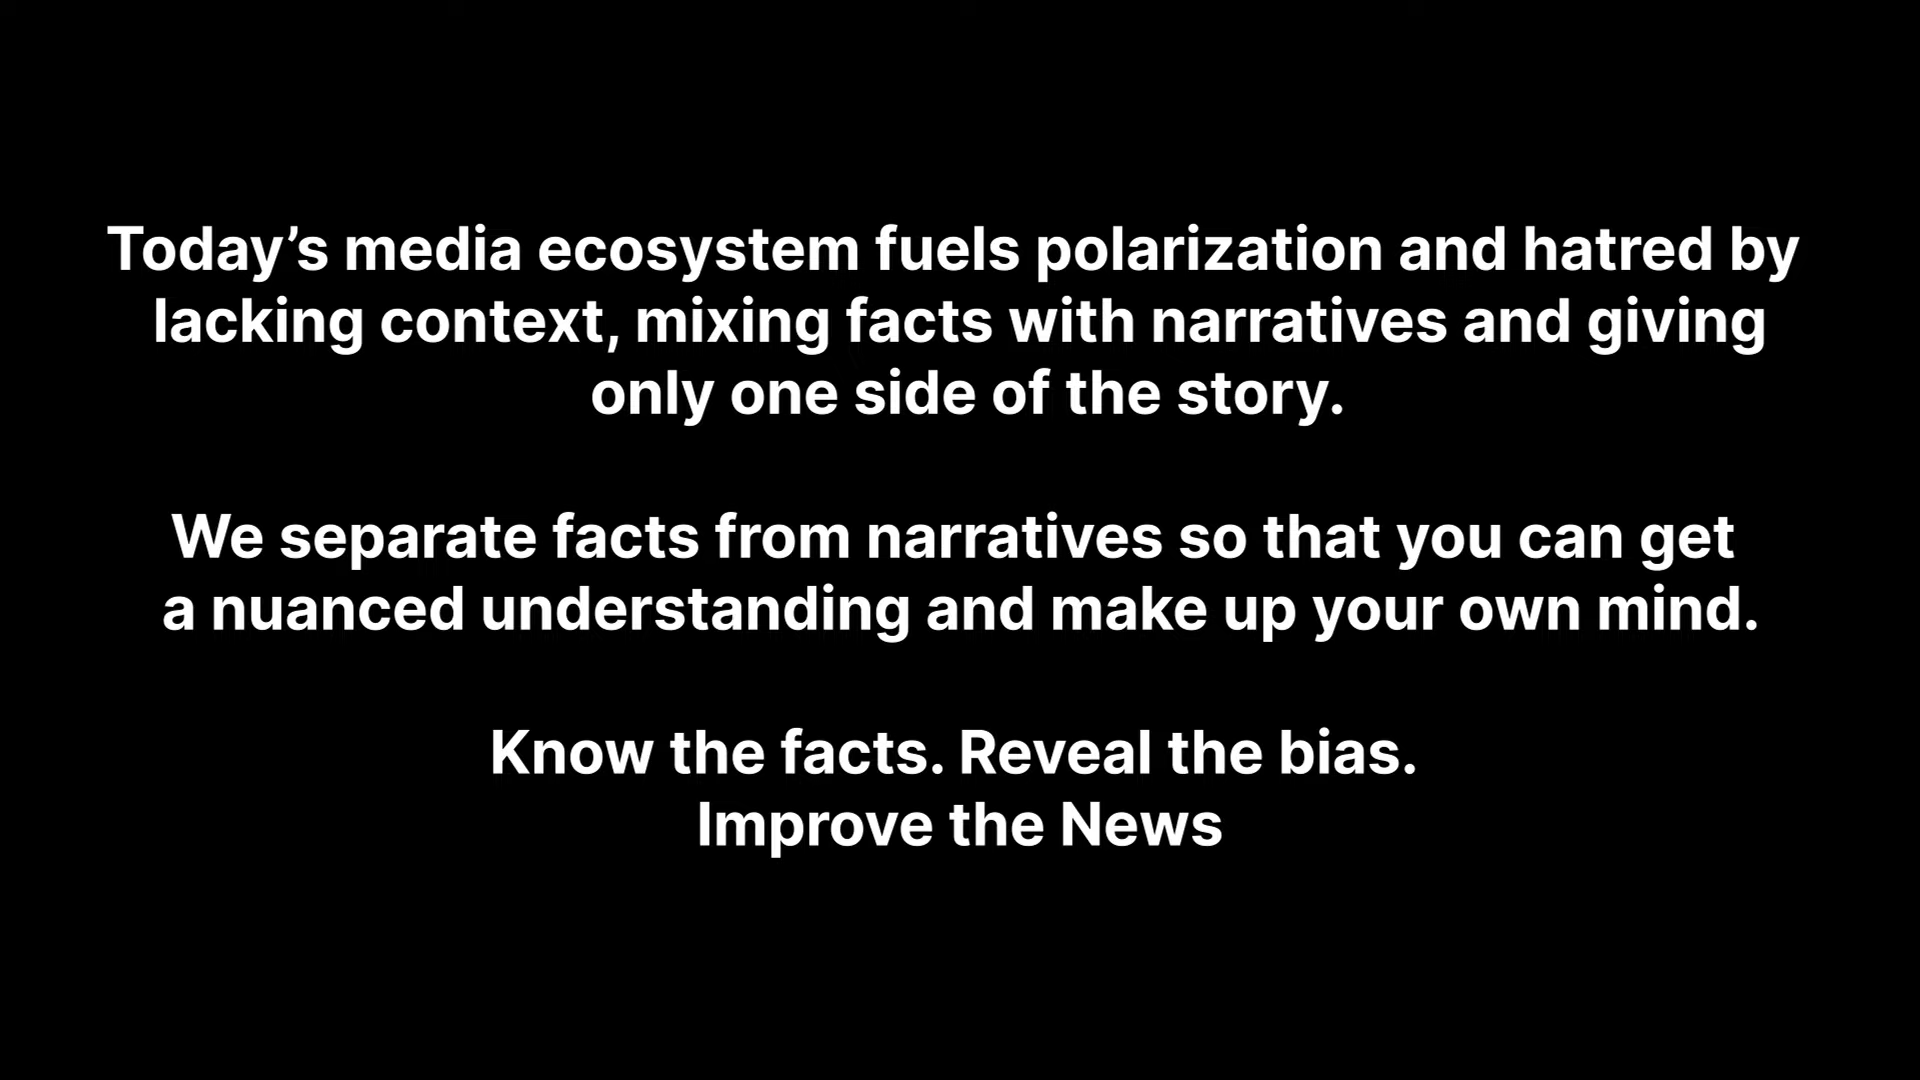 Today’s media ecosystem fuels polarization and hatred by
lacking context, mixing facts with narratives and giving
only one side of the story.
We separate facts from narratives so that you can get
a nuanced understanding and make up your own mind.
Know the facts. Reveal the bias.
Improve the News